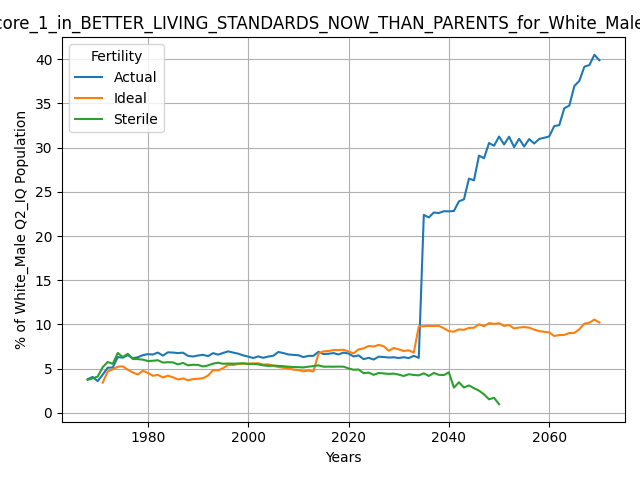 core_1_in_BETTER_LIVING_STANDARDS_NOW_THAN_PARENTS_for_White_Male
Fertility
Actual
Ideal
Sterile
% of White_Male Q2_IQ Population
40
35
30
25
20
15
10
5
0
1980 2000 2020 2040 2060
Years